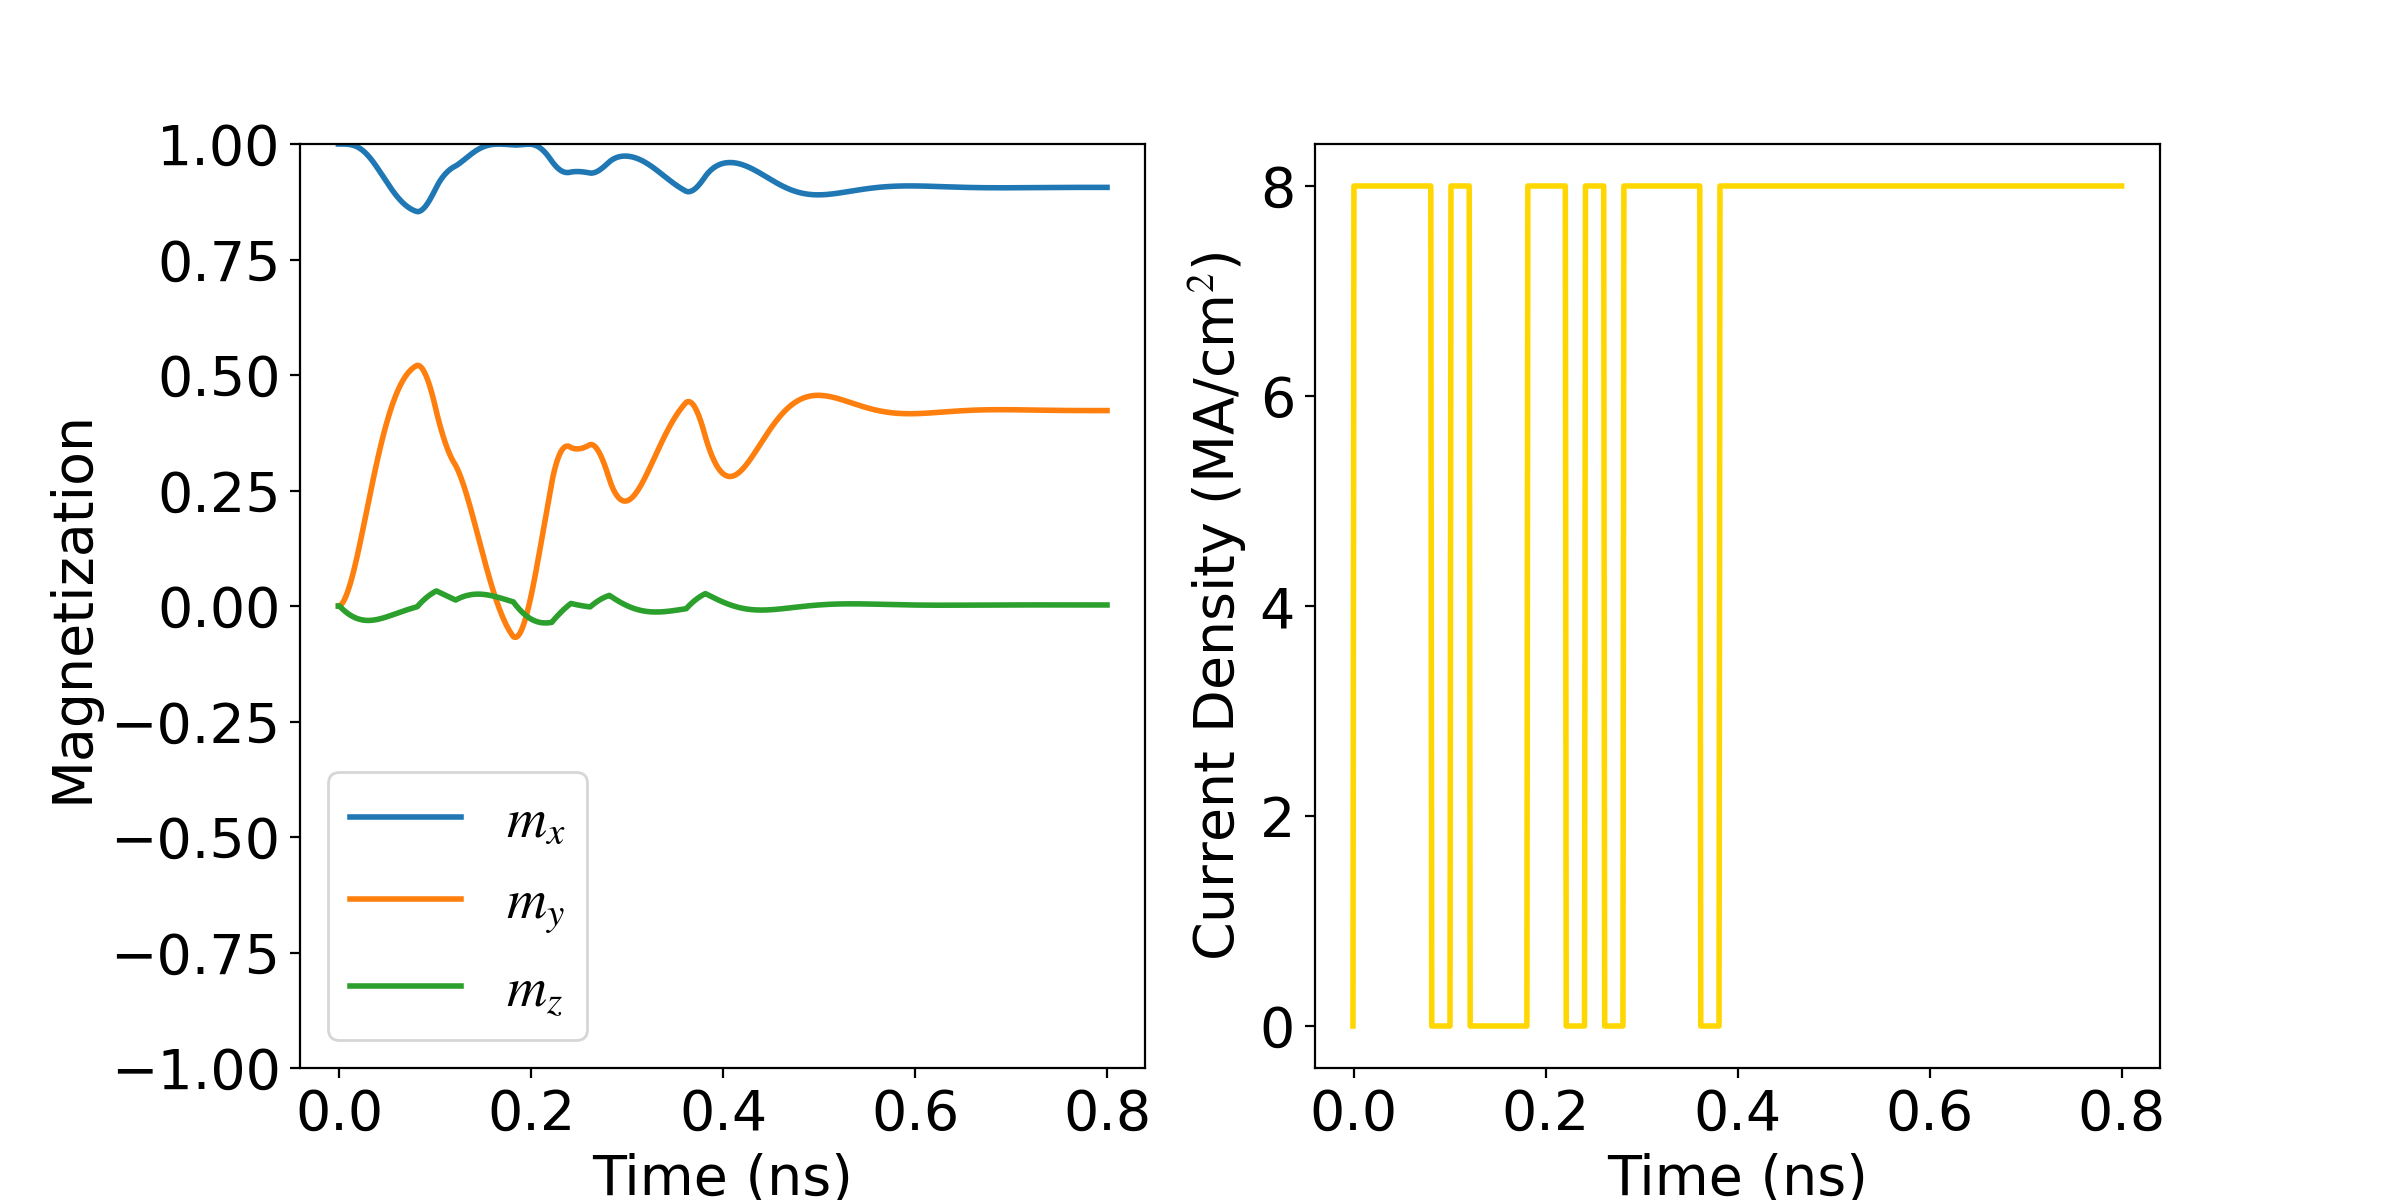 1.00
0.75
0.50
0.25
0.00
−0.25
−0.50
−0.75
−1.00
Magnetization
m_x
m_y
m_z
0.0 0.2 0.4 0.6 0.8
Time (ns)
8
6
4
2
0
Current Density (MA/cm²)
0.0 0.2 0.4 0.6 0.8
Time (ns)